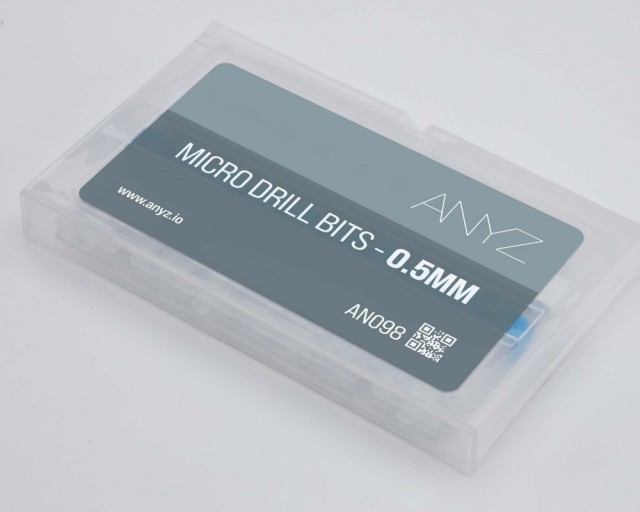 ANYZ
MICRO DRILL BITS - 0.5MM
www.anyz.io
AN098